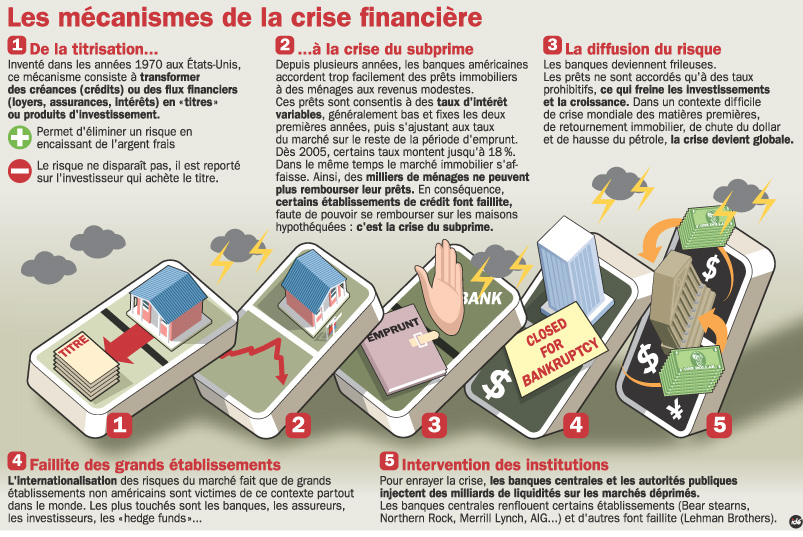 Les mécanismes de la crise financière
1 De la titrisation...
Inventé dans les années 1970 aux États-Unis,
ce mécanisme consiste à transformer
des créances (crédits) ou des flux financiers
(loyers, assurances, intérêts) en «titres»
ou produits d'investissement.
Permet d'éliminer un risque en
encaissant de l'argent frais
Le risque ne disparaît pas, il est reporté
sur l'investisseur qui achète le titre.
2 ...à la crise du subprime
Depuis plusieurs années, les banques américaines
accordent trop facilement des prêts immobiliers
à des ménages aux revenus modestes.
Ces prêts sont consentis à des taux d'intérêt
variables, généralement bas et fixes les deux
premières années, puis s'ajustant aux taux
du marché sur le reste de la période d'emprunt.
Dès 2005, certains taux montent jusqu'à 18 %.
Dans le même temps le marché immobilier s'af-
faisse. Ainsi, des milliers de ménages ne peuvent
plus rembourser leur prêts. En conséquence,
certains établissements de crédit font faillite,
faute de pouvoir se rembourser sur les maisons
hypothéquées : c'est la crise du subprime.
3 La diffusion du risque
Les banques deviennent frileuses.
Les prêts ne sont accordés qu'à des taux
prohibitifs, ce qui freine les investissements
et la croissance. Dans un contexte difficile
de crise mondiale des matières premières,
de retournement immobilier, de chute du dollar
et de hausse du pétrole, la crise devient globale.
TITRE
EMPRUNT
BANK
CLOSED
FOR
BANKRUPTCY
$
$
$
¥
1
2
3
4
5
4 Faillite des grands établissements
L'internationalisation des risques du marché fait que de grands
établissements non américains sont victimes de ce contexte partout
dans le monde. Les plus touchés sont les banques, les assureurs,
les investisseurs, les «hedge funds»...
5 Intervention des institutions
Pour enrayer la crise, les banques centrales et les autorités publiques
injectent des milliards de liquidités sur les marchés déprimés.
Les banques centrales renflouent certains établissements (Bear stearns,
Northern Rock, Merrill Lynch, AIG...) et d'autres font faillite (Lehman Brothers).
idé